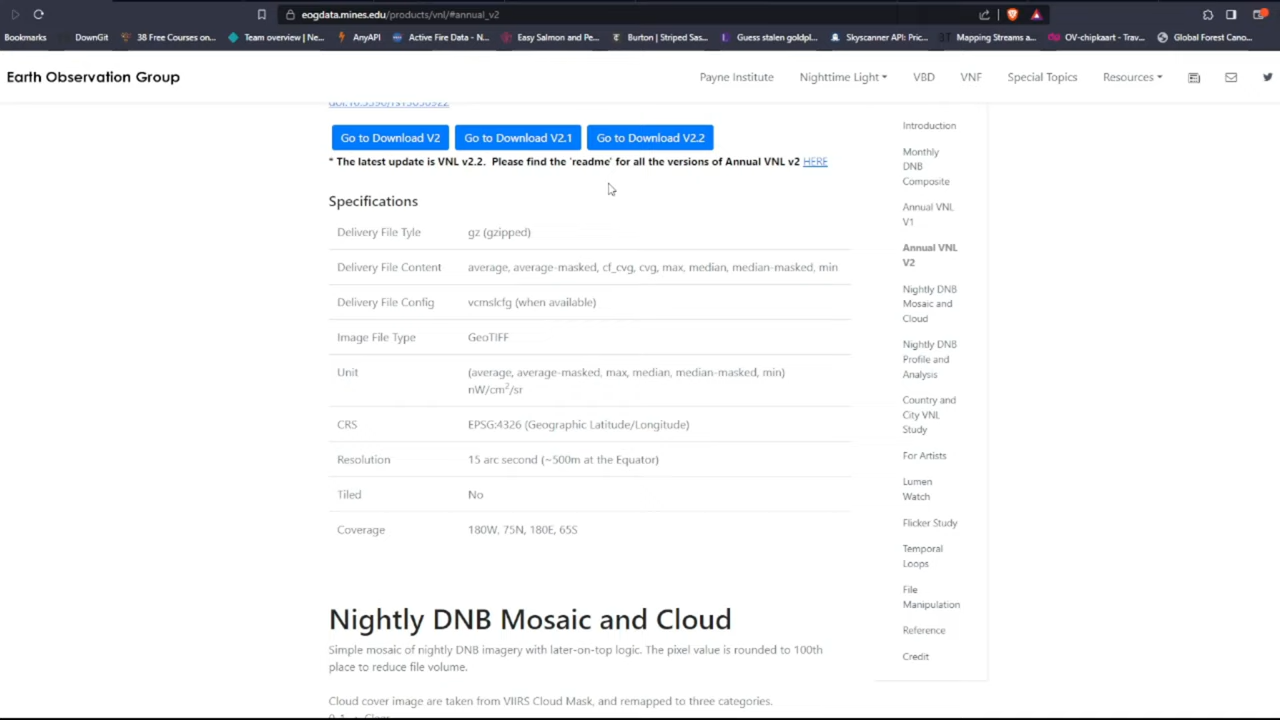 eogdata.mines.edu/products/vnl/#annual_v2
Bookmarks DownGit 38 Free Courses on... Team overview | Ne... AnyAPI Active Fire Data - N... Easy Salmon and Pe... Burton | Striped Sas... Guess stolen goldpl... Skyscanner API: Pric... Mapping Streams a... OV-chipkaart - Trav... Global Forest Cano...
Earth Observation Group Payne Institute Nighttime Light VBD VNF Special Topics Resources
Go to Download V2 Go to Download V2.1 Go to Download V2.2
* The latest update is VNL v2.2. Please find the 'readme' for all the versions of Annual VNL v2 HERE
Specifications
Delivery File Tyle gz (gzipped)
Delivery File Content average, average-masked, cf_cvg, cvg, max, median, median-masked, min
Delivery File Config vcmslcfg (when available)
Image File Type GeoTIFF
Unit (average, average-masked, max, median, median-masked, min)
nW/cm²/sr
CRS EPSG:4326 (Geographic Latitude/Longitude)
Resolution 15 arc second (~500m at the Equator)
Tiled No
Coverage 180W, 75N, 180E, 65S
Nightly DNB Mosaic and Cloud
Simple mosaic of nightly DNB imagery with later-on-top logic. The pixel value is rounded to 100th
place to reduce file volume.
Cloud cover image are taken from VIIRS Cloud Mask, and remapped to three categories.
Introduction
Monthly
DNB
Composite
Annual VNL
V1
Annual VNL
V2
Nightly DNB
Mosaic and
Cloud
Nightly DNB
Profile and
Analysis
Country and
City VNL
Study
For Artists
Lumen
Watch
Flicker Study
Temporal
Loops
File
Manipulation
Reference
Credit